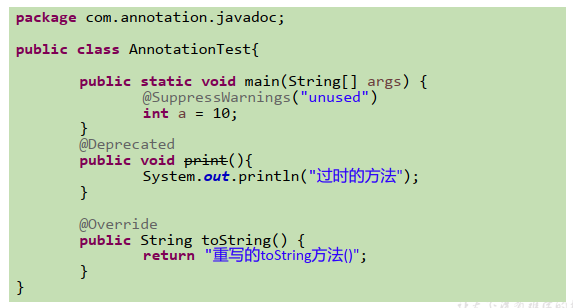 package com.annotation.javadoc;
public class AnnotationTest{
public static void main(String[] args) {
@SuppressWarnings("unused")
int a = 10;
}
@Deprecated
public void print(){
System.out.println("过时的方法");
}
@Override
public String toString() {
return "重写的toString方法()";
}
}